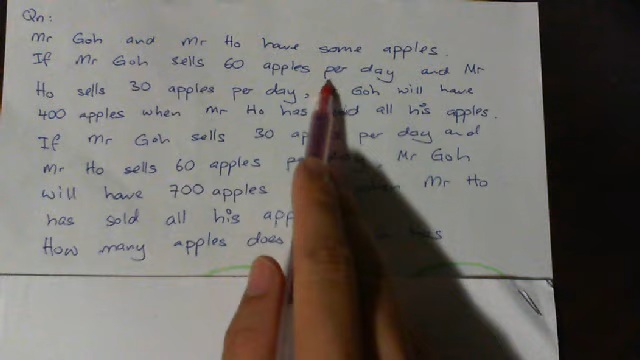 Qn:
Mr Goh and Mr Ho have some apples.
If Mr Goh sells 60 apples per day and Mr
Ho sells 30 apples per day, Goh will have
400 apples when Mr Ho has all his apples.
If Mr Goh sells 30 per day and
Mr Ho sells 60 apples Mr Goh
will have 700 apples Mr Ho
has sold all his
How many apples does